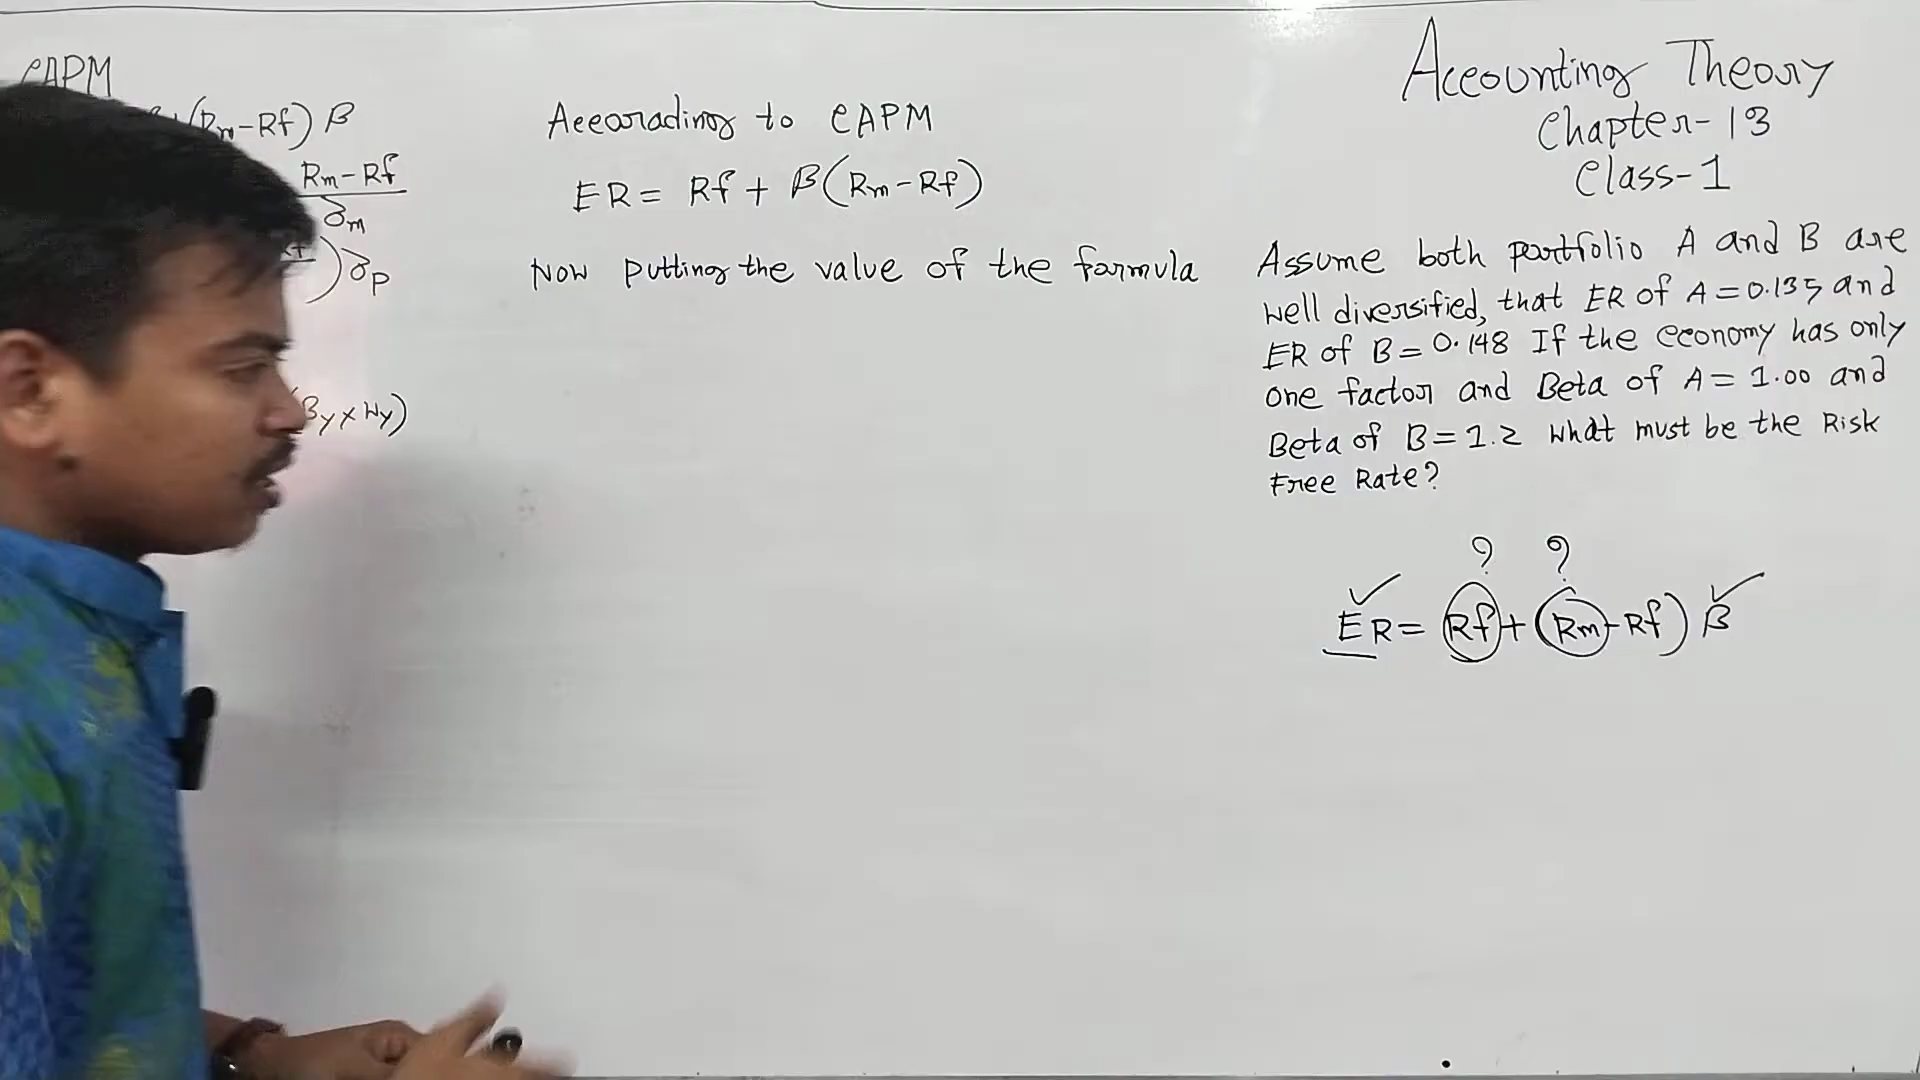 CAPM
(Rm-Rf) β
Rm-Rf
σm
)σp
βy×Wy)
Accoradinng to CAPM
ER= Rf + β(Rm-Rf)
Now putting the value of the formula
Accounting Theory
Chapter-13
Class-1
Assume both portfolio A and B are
well diversified, that ER of A=0.135 and
ER of B=0.148 If the economy has only
one factor and Beta of A=1.00 and
Beta of B=1.2 What must be the Risk
Free Rate?
? ?
✓ ✓
ER= Rf+(Rm-Rf) β